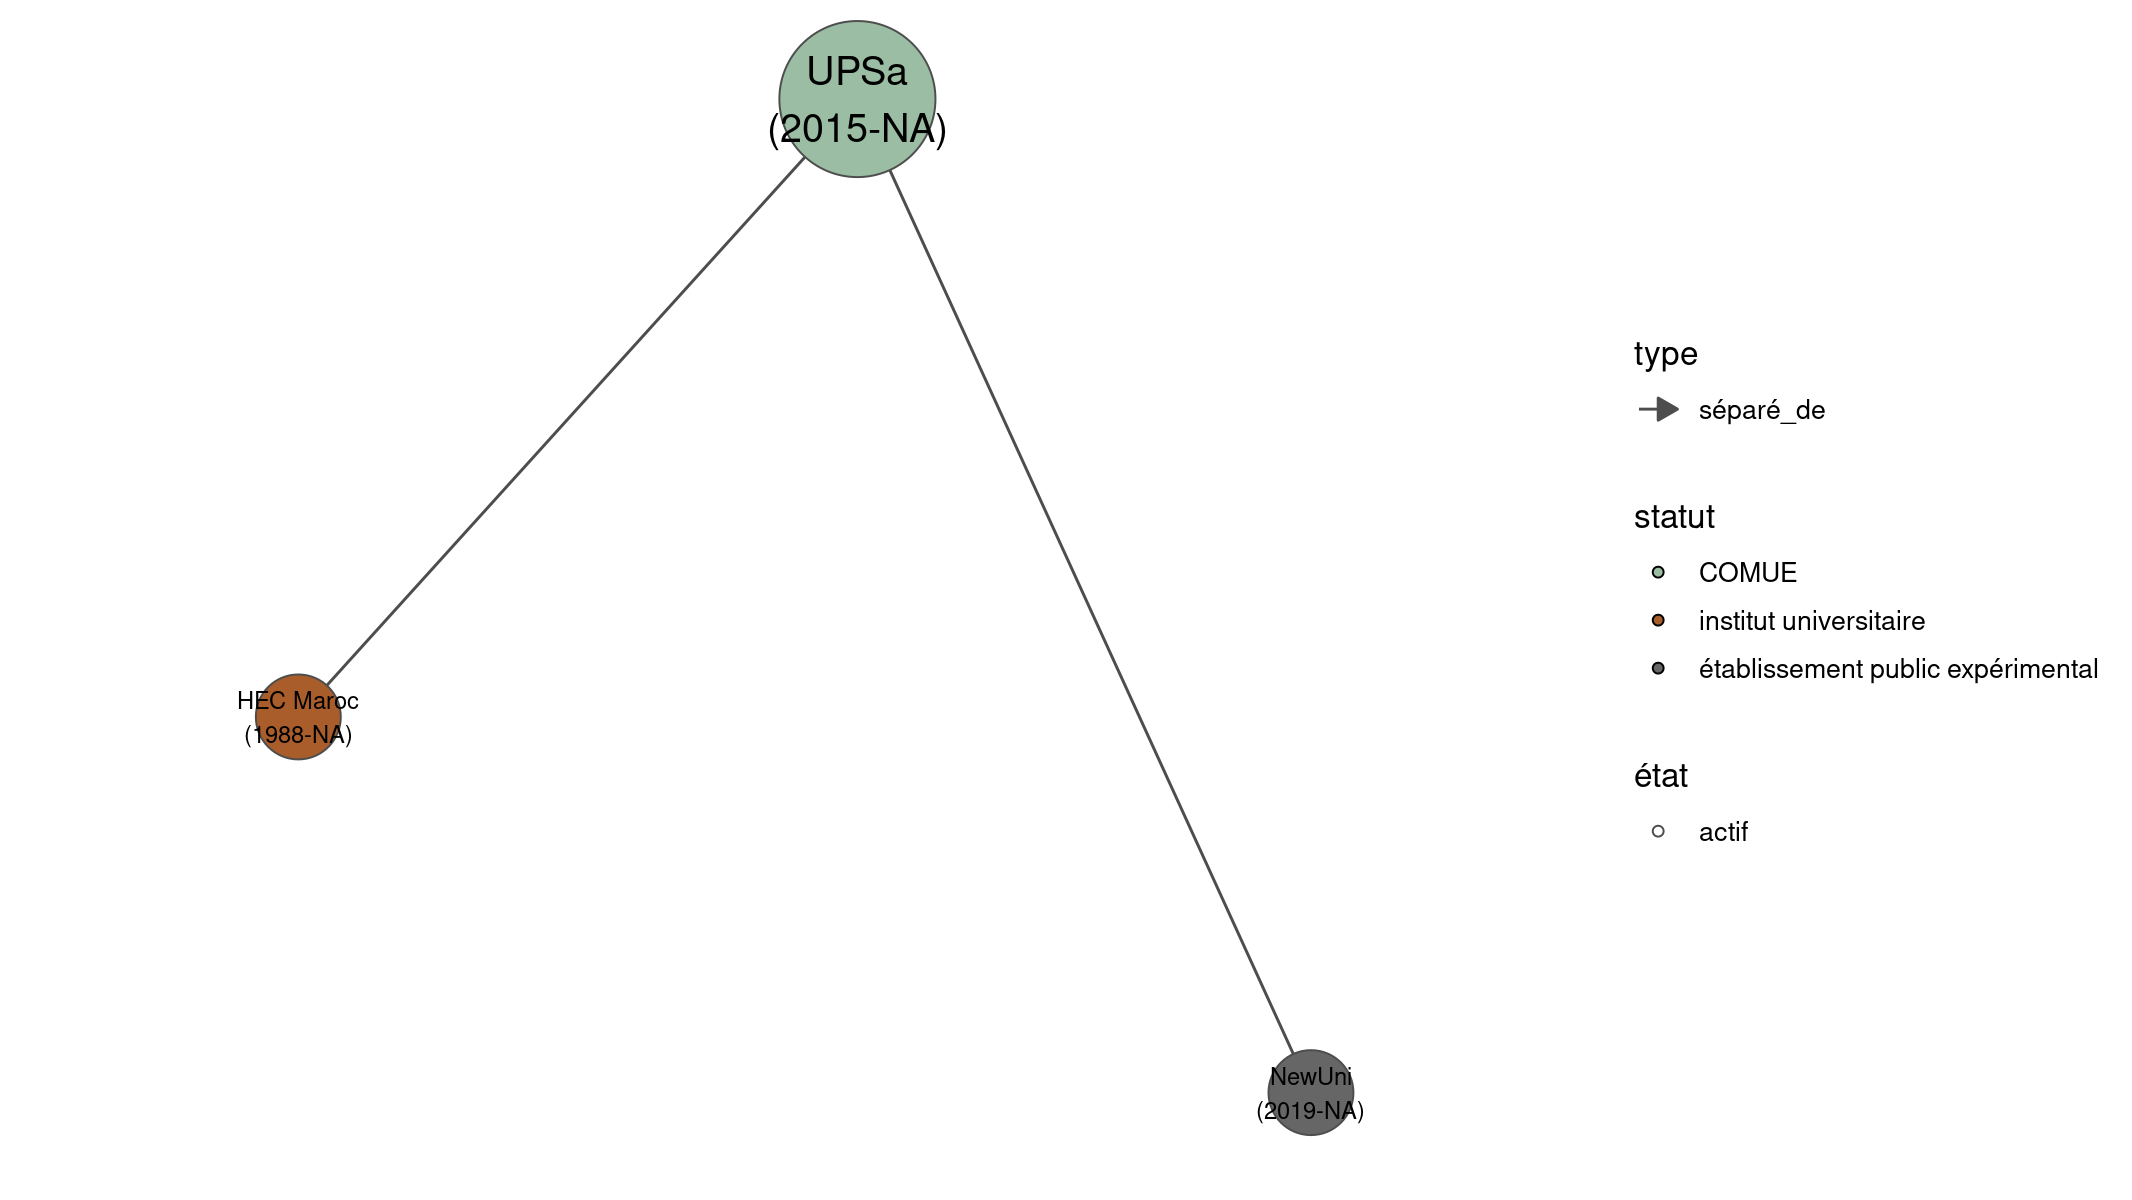 UPSa
(2015-NA)
HEC Maroc
(1988-NA)
NewUni
(2019-NA)
type
séparé_de
statut
COMUE
institut universitaire
établissement public expérimental
état
actif